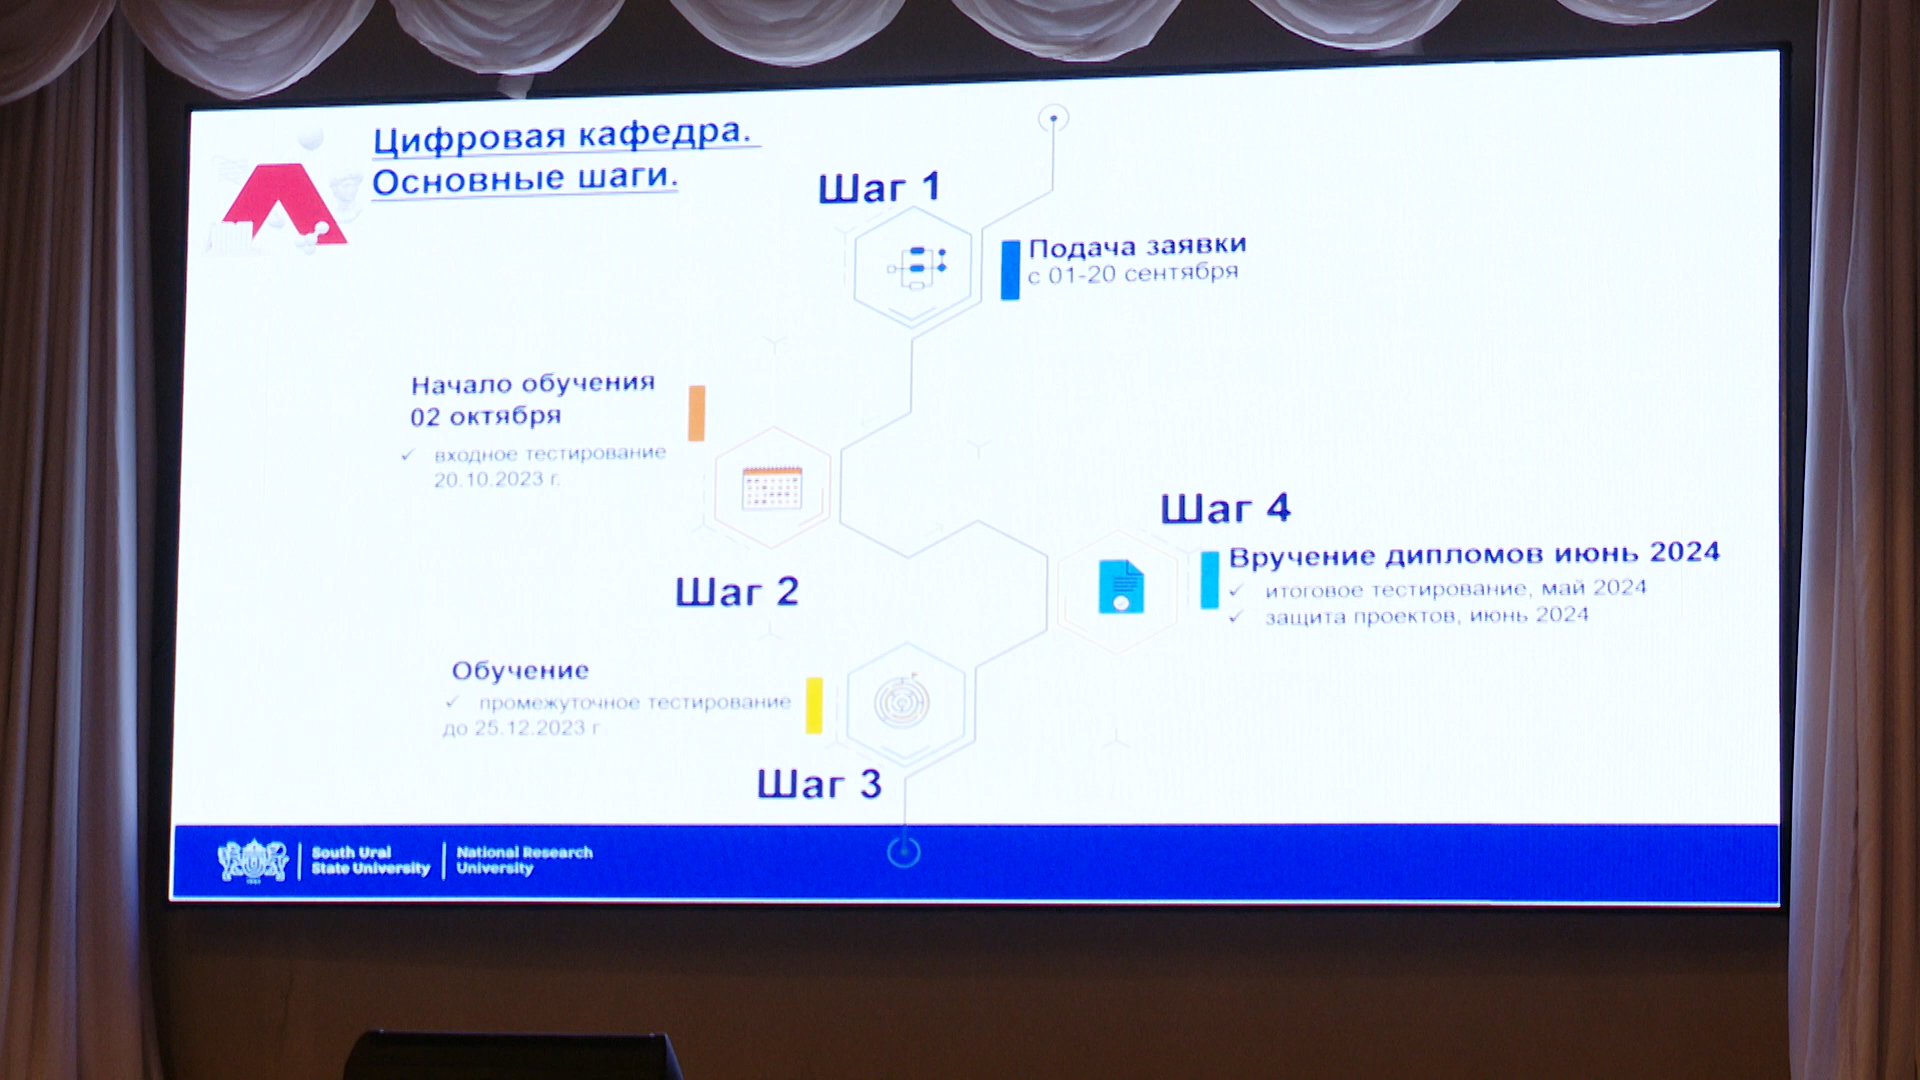 Цифровая кафедра.
Основные шаги.
Шаг 1
Подача заявки
с 01-20 сентября
Начало обучения
02 октября
✓ входное тестирование
20.10.2023 г.
Шаг 2
Шаг 4
Вручение дипломов июнь 2024
✓ итоговое тестирование, май 2024
✓ защита проектов, июнь 2024
Обучение
✓ промежуточное тестирование
до 25.12.2023 г
Шаг 3
South Ural
State University
National Research
University